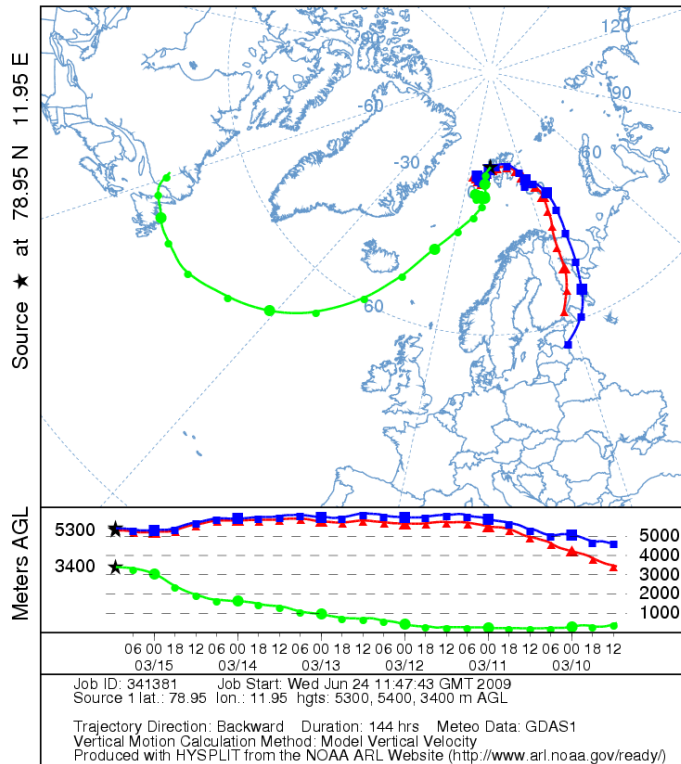 Source ★ at 78.95 N 11.95 E
120
90
-60
60
-30
60
Meters AGL
5300
3400
5000
4000
3000
2000
1000
06 00 18 12 06 00 18 12 06 00 18 12 06 00 18 12 06 00 18 12 06 00 18 12
03/15 03/14 03/13 03/12 03/11 03/10
Job ID: 341381 Job Start: Wed Jun 24 11:47:43 GMT 2009
Source 1 lat.: 78.95 lon.: 11.95 hgts: 5300, 5400, 3400 m AGL
Trajectory Direction: Backward Duration: 144 hrs Meteo Data: GDAS1
Vertical Motion Calculation Method: Model Vertical Velocity
Produced with HYSPLIT from the NOAA ARL Website (http://www.arl.noaa.gov/ready/)